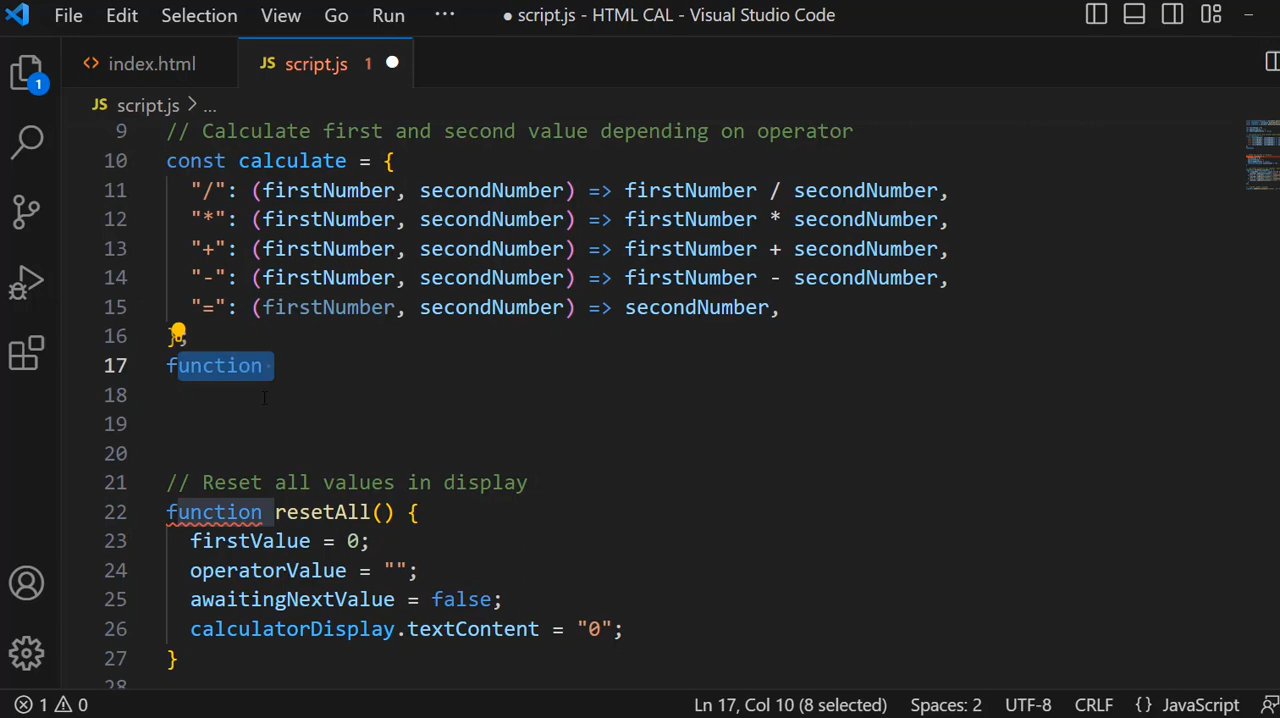 File Edit Selection View Go Run ··· ● script.js - HTML CAL - Visual Studio Code
1
<> index.html JS script.js 1 ●
JS script.js > ...
9 // Calculate first and second value depending on operator
10 const calculate = {
11 "/": (firstNumber, secondNumber) => firstNumber / secondNumber,
12 "*": (firstNumber, secondNumber) => firstNumber * secondNumber,
13 "+": (firstNumber, secondNumber) => firstNumber + secondNumber,
14 "-": (firstNumber, secondNumber) => firstNumber - secondNumber,
15 "=": (firstNumber, secondNumber) => secondNumber,
16 };
17 function
18
19
20
21 // Reset all values in display
22 function resetAll() {
23 firstValue = 0;
24 operatorValue = "";
25 awaitingNextValue = false;
26 calculatorDisplay.textContent = "0";
27 }
28
1 0 Ln 17, Col 10 (8 selected) Spaces: 2 UTF-8 CRLF {} JavaScript